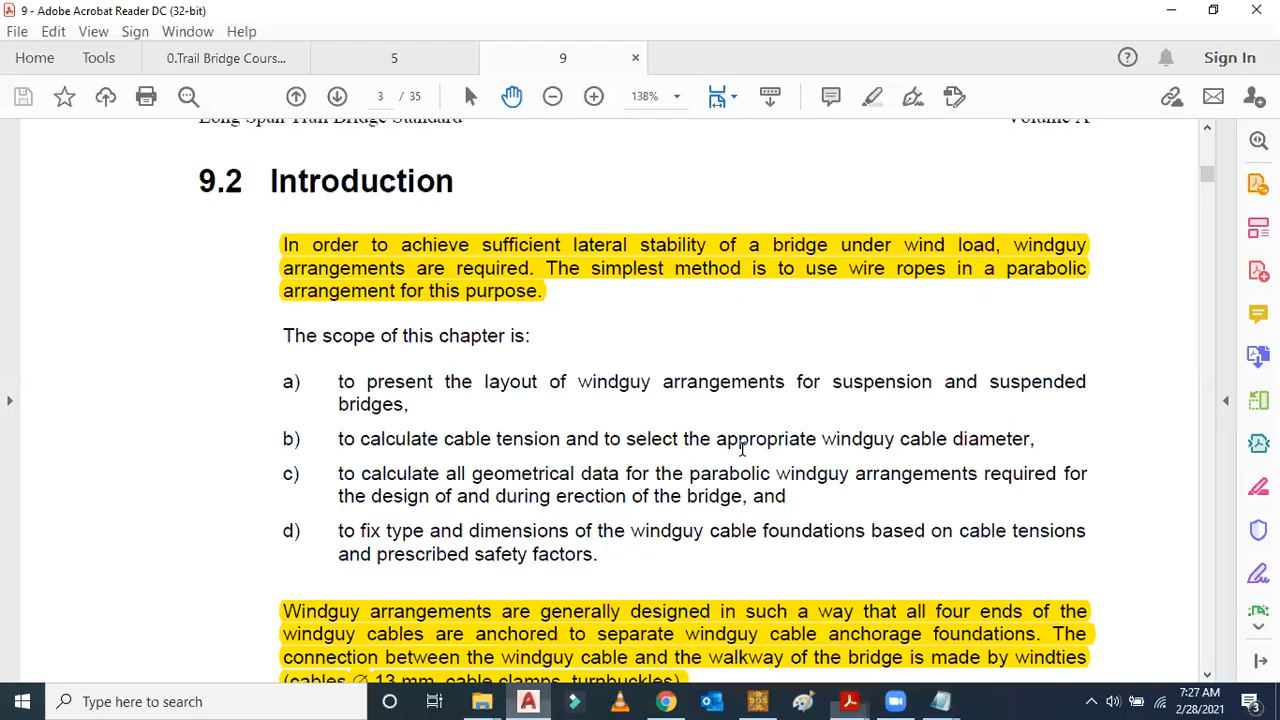 9 - Adobe Acrobat Reader DC (32-bit)
File Edit View Sign Window Help
Home Tools 0.Trail Bridge Cours... 5 9 × Sign In
3 / 35 138%
Long Span Trail Bridge Standard Volume A
9.2 Introduction
In order to achieve sufficient lateral stability of a bridge under wind load, windguy
arrangements are required. The simplest method is to use wire ropes in a parabolic
arrangement for this purpose.
The scope of this chapter is:
a) to present the layout of windguy arrangements for suspension and suspended
bridges,
b) to calculate cable tension and to select the appropriate windguy cable diameter,
c) to calculate all geometrical data for the parabolic windguy arrangements required for
the design of and during erection of the bridge, and
d) to fix type and dimensions of the windguy cable foundations based on cable tensions
and prescribed safety factors.
Windguy arrangements are generally designed in such a way that all four ends of the
windguy cables are anchored to separate windguy cable anchorage foundations. The
connection between the windguy cable and the walkway of the bridge is made by windties
(cables ∅ 13 mm, cable clamps, turnbuckles)
Type here to search
7:27 AM
2/28/2021
3